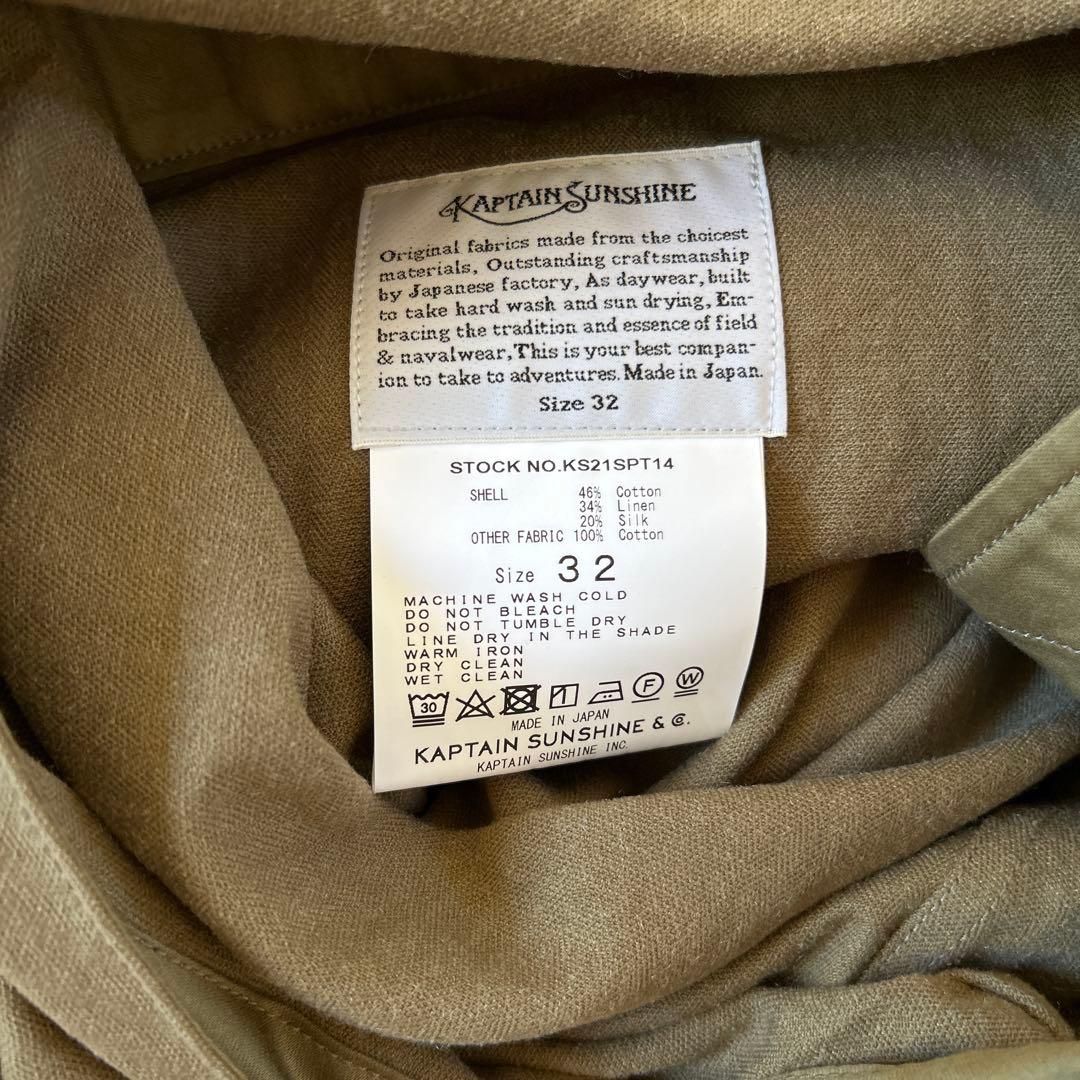 KAPTAIN SUNSHINE
Original fabrics made from the choicest
materials, Outstanding craftsmanship
by Japanese factory, As daywear, built
to take hard wash and sun drying, Em-
bracing the tradition and essence of field
& navalwear, This is your best compan-
ion to take to adventures. Made in Japan.
Size 32
STOCK NO.KS21SPT14
SHELL 46% Cotton
34% Linen
20% Silk
OTHER FABRIC 100% Cotton
Size 32
MACHINE WASH COLD
DO NOT BLEACH
DO NOT TUMBLE DRY
LINE DRY IN THE SHADE
WARM IRON
DRY CLEAN
WET CLEAN
30 F W
MADE IN JAPAN
KAPTAIN SUNSHINE & Co.
KAPTAIN SUNSHINE INC.